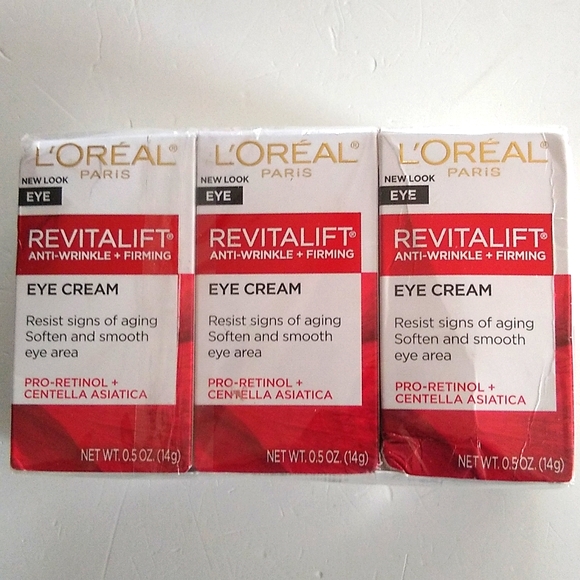 L'ORÉAL®
PARIS
NEW LOOK
EYE
REVITALIFT®
ANTI-WRINKLE + FIRMING
EYE CREAM
Resist signs of aging
Soften and smooth
eye area
PRO-RETINOL +
CENTELLA ASIATICA
NET WT. 0.5 OZ. (14g)
L'ORÉAL®
PARIS
NEW LOOK
EYE
REVITALIFT®
ANTI-WRINKLE + FIRMING
EYE CREAM
Resist signs of aging
Soften and smooth
eye area
PRO-RETINOL +
CENTELLA ASIATICA
NET WT. 0.5 OZ. (14g)
L'ORÉAL®
PARIS
NEW LOOK
EYE
REVITALIFT®
ANTI-WRINKLE + FIRMING
EYE CREAM
Resist signs of aging
Soften and smooth
eye area
PRO-RETINOL +
CENTELLA ASIATICA
NET WT. 0.5 OZ. (14g)